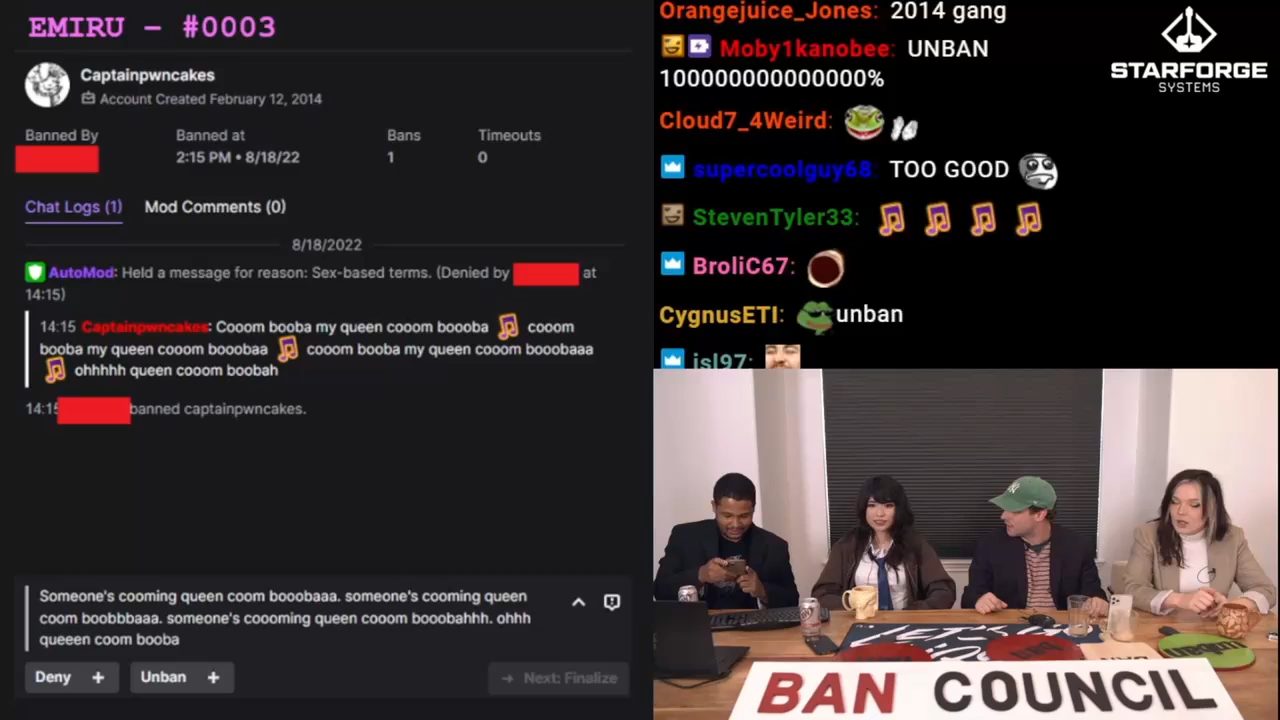 EMIRU – #0003
Captainpwncakes
Account Created February 12, 2014
Banned By
Banned at
Bans
Timeouts
2:15 PM • 8/18/22
1
0
Chat Logs (1)
Mod Comments (0)
8/18/2022
AutoMod: Held a message for reason: Sex-based terms. (Denied by at
14:15)
14:15 Captainpwncakes: Cooom booba my queen cooom boooba cooom
booba my queen cooom booobaa cooom booba my queen cooom booobaaa
ohhhhh queen cooom boobah
14:15 banned captainpwncakes.
Someone's cooming queen coom booobaaa. someone's cooming queen
coom boobbbaaa. someone's coooming queen cooom booobahhh. ohhh
queeen coom booba
Deny +
Unban +
→ Next: Finalize
Orangejuice_Jones: 2014 gang
Moby1kanobee: UNBAN
100000000000000%
Cloud7_4Weird:
supercoolguy68: TOO GOOD
StevenTyler33:
BroliC67:
CygnusETI: unban
isl97:
STARFORGE
SYSTEMS
ban
unban
BAN COUNCIL